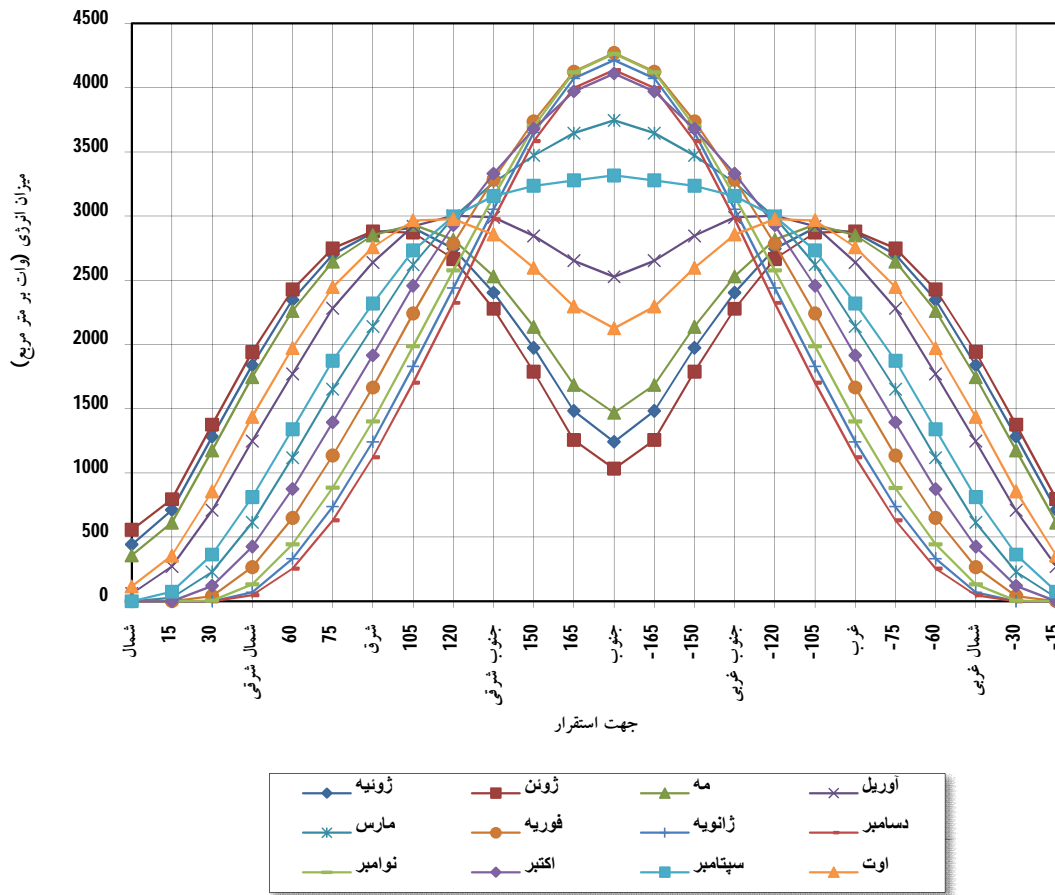 4500
4000
3500
3000
2500
2000
1500
1000
500
0
میزان انرژی (وات بر متر مربع)
شمال
15
30
شمال شرقی
60
75
شرق
105
120
جنوب شرقی
150
165
جنوب
-165
-150
جنوب غربی
-120
-105
غرب
-75
-60
شمال غربی
-30
-15
جهت استقرار
ژوئیه ژوئن مه آوریل
مارس فوریه ژانویه دسامبر
نوامبر اکتبر سپتامبر اوت